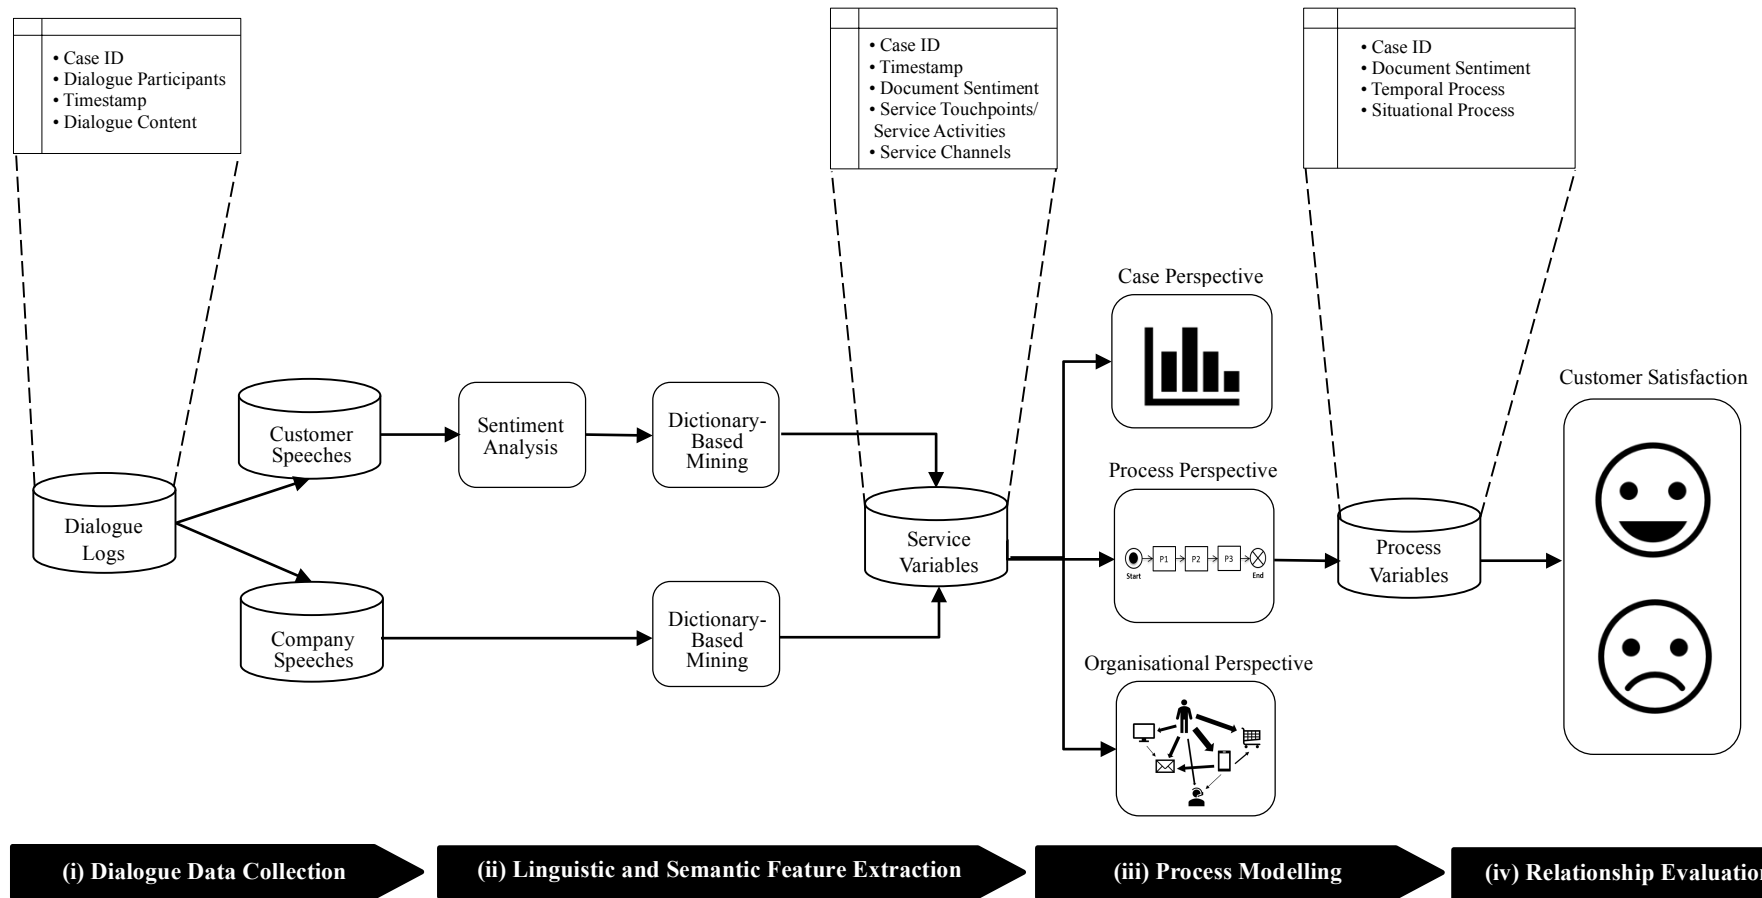 • Case ID
• Dialogue Participants
• Timestamp
• Dialogue Content
• Case ID
• Timestamp
• Document Sentiment
• Service Touchpoints/
Service Activities
• Service Channels
• Case ID
• Document Sentiment
• Temporal Process
• Situational Process
Dialogue
Logs
Customer
Speeches
Sentiment
Analysis
Dictionary-
Based
Mining
Company
Speeches
Dictionary-
Based
Mining
Service
Variables
Case Perspective
Process Perspective
Start
P1
P2
P3
End
Organisational Perspective
Process
Variables
Customer Satisfaction
(i) Dialogue Data Collection
(ii) Linguistic and Semantic Feature Extraction
(iii) Process Modelling
(iv) Relationship Evaluation